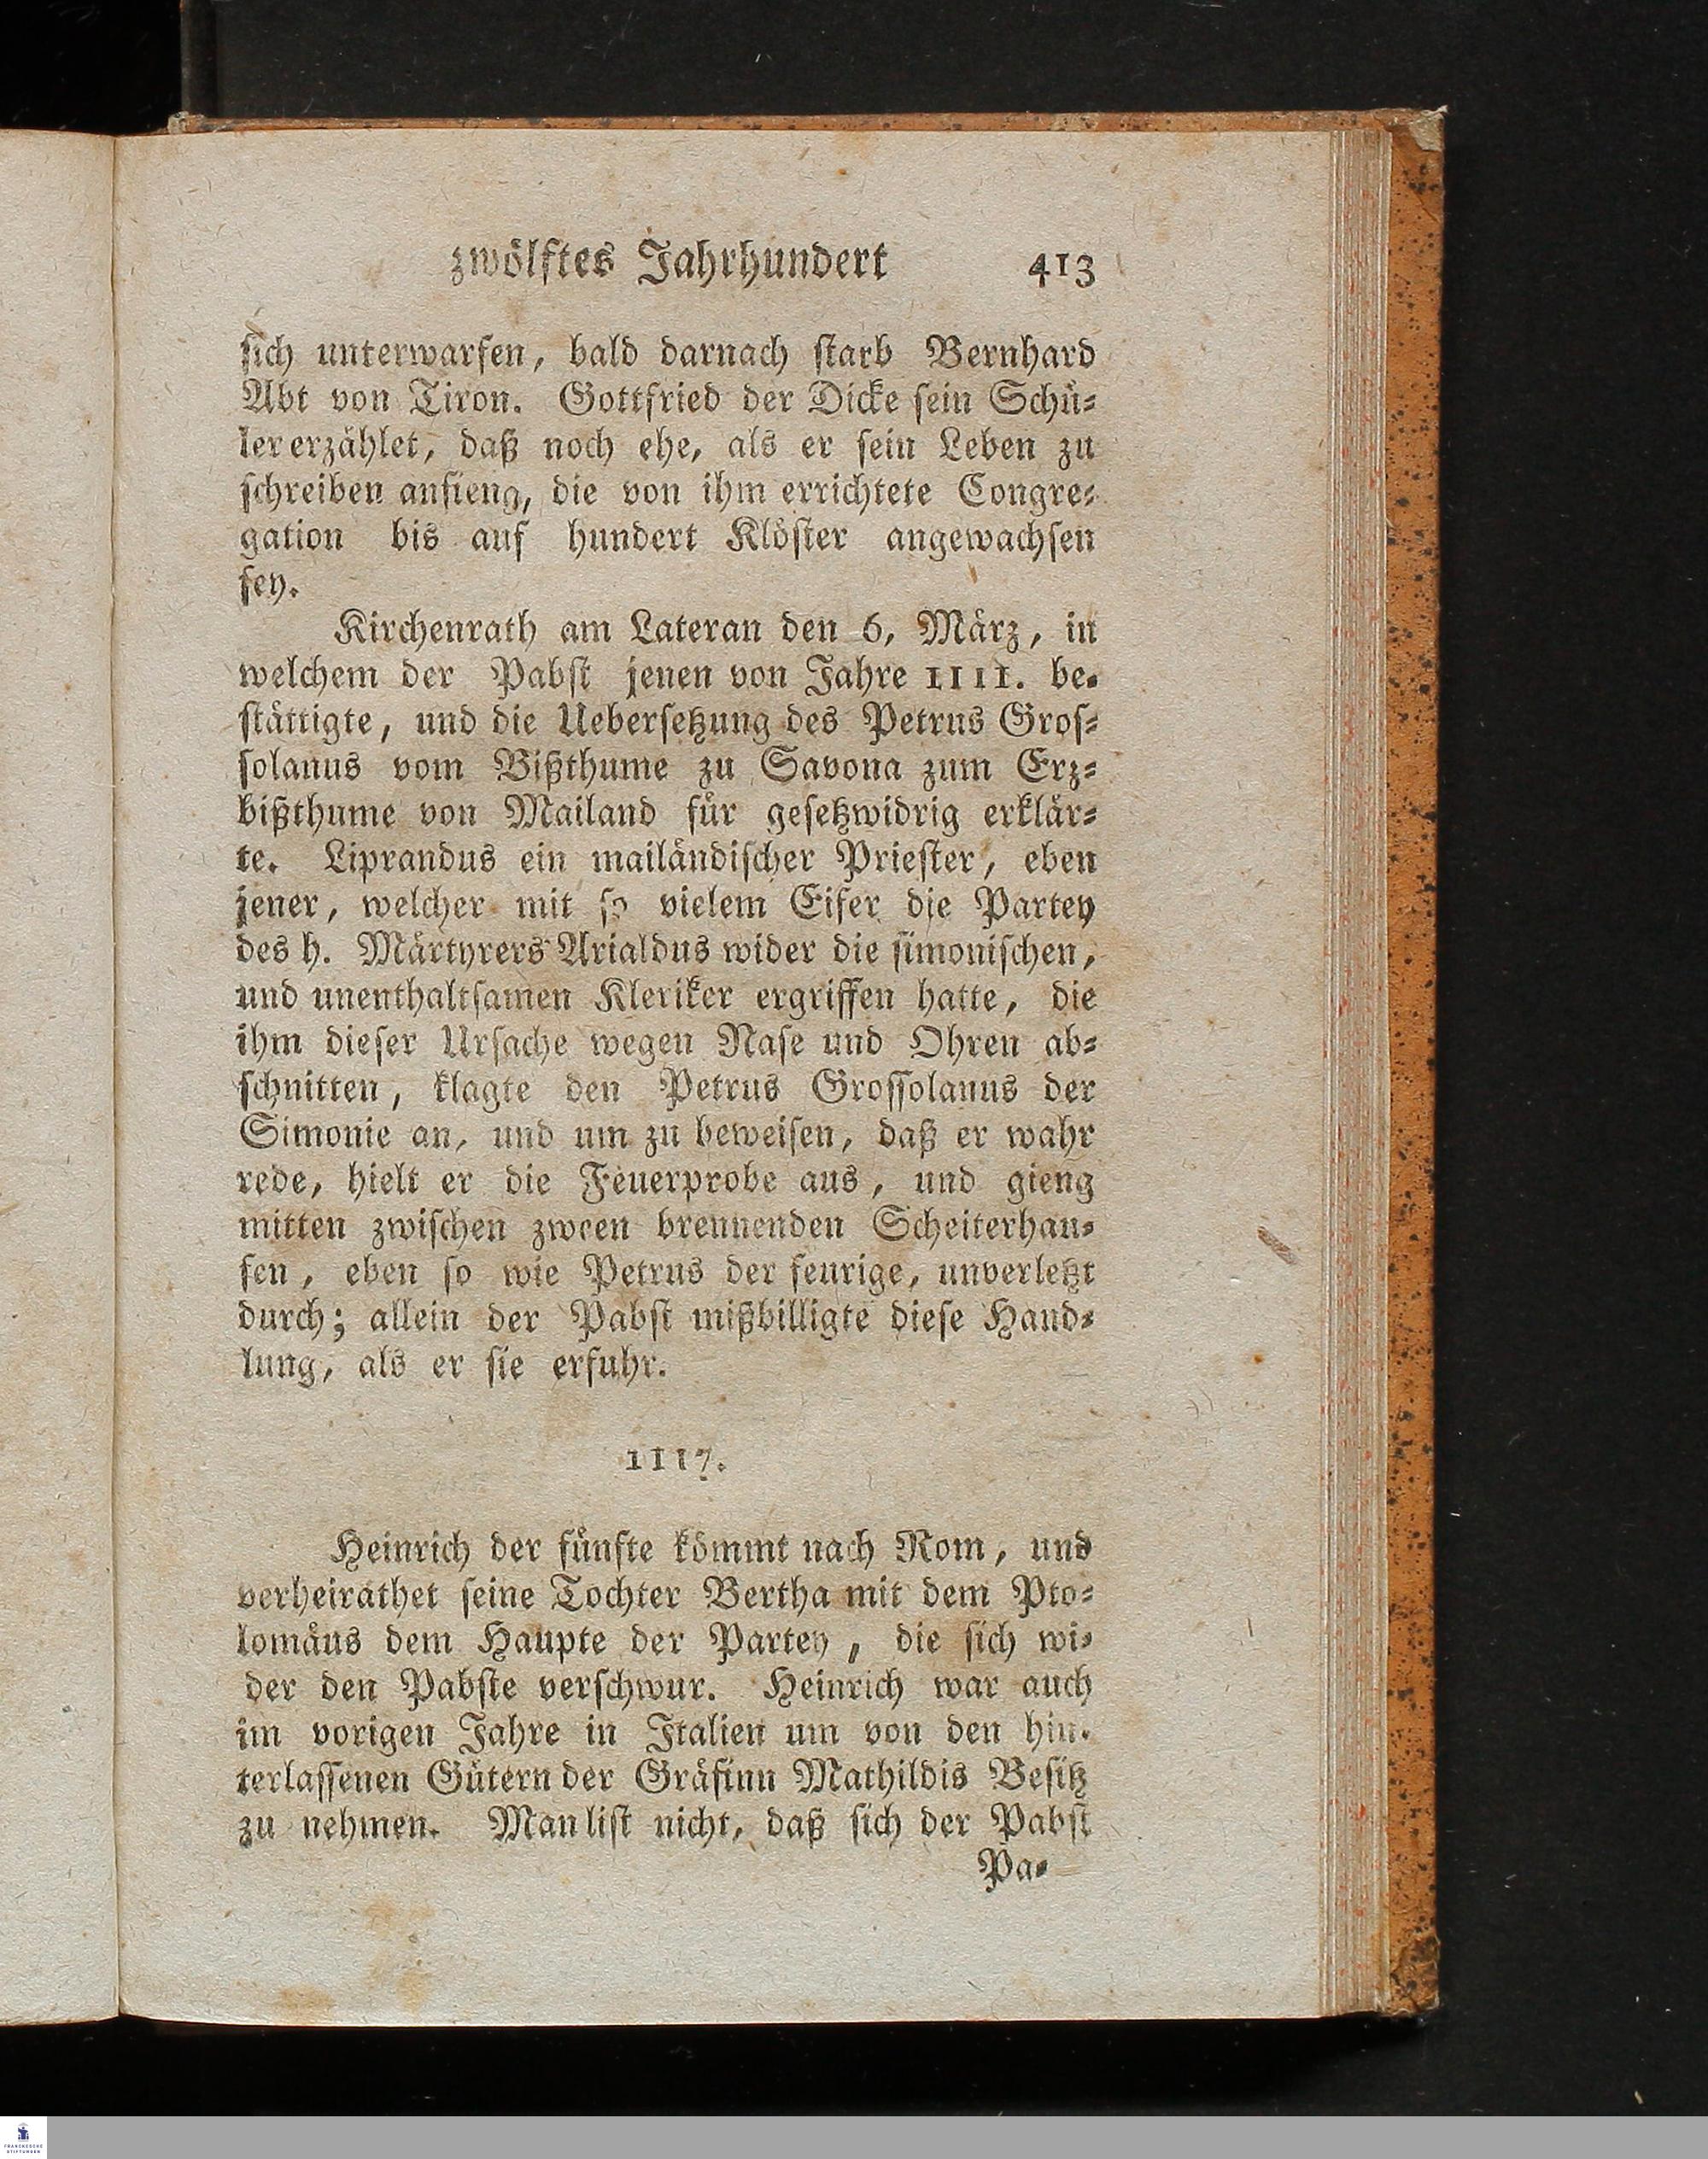 zwölftes Jahrhundert 413
sich unterwarfen, bald darnach starb Bernhard
Abt von Tiron. Gottfried der Dicke sein Schü-
ler erzählet, daß noch ehe, als er sein Leben zu
schreiben anfieng, die von ihm errichtete Congre-
gation bis auf hundert Klöster angewachsen
sey.
Kirchenrath am Lateran den 6, März, in
welchem der Pabst jenen von Jahre 1111. be-
stättigte, und die Uebersetzung des Petrus Gros-
solanus vom Bißthume zu Savona zum Erz-
bißthume von Mailand für gesetzwidrig erklär-
te. Liprandus ein mailändischer Priester, eben
jener, welcher mit so vielem Eifer die Partey
des h. Märtyrers Arialdus wider die simonischen,
und unenthaltsamen Kleriker ergriffen hatte, die
ihm dieser Ursache wegen Nase und Ohren ab-
schnitten, klagte den Petrus Grossolanus der
Simonie an, und um zu beweisen, daß er wahr
rede, hielt er die Feuerprobe aus, und gieng
mitten zwischen zween brennenden Scheiterhau-
fen, eben so wie Petrus der feurige, unverletzt
durch; allein der Pabst mißbilligte diese Hand-
lung, als er sie erfuhr.
1117.
Heinrich der fünfte kömmt nach Rom, und
verheirathet seine Tochter Bertha mit dem Pto-
lomäus dem Haupte der Partey, die sich wi-
der den Pabste verschwur. Heinrich war auch
im vorigen Jahre in Italien um von den hin-
terlassenen Gütern der Gräfinn Mathildis Besitz
zu nehmen. Man list nicht, daß sich der Pabst
Pa-
FRANCKESCHE
STIFTUNGEN